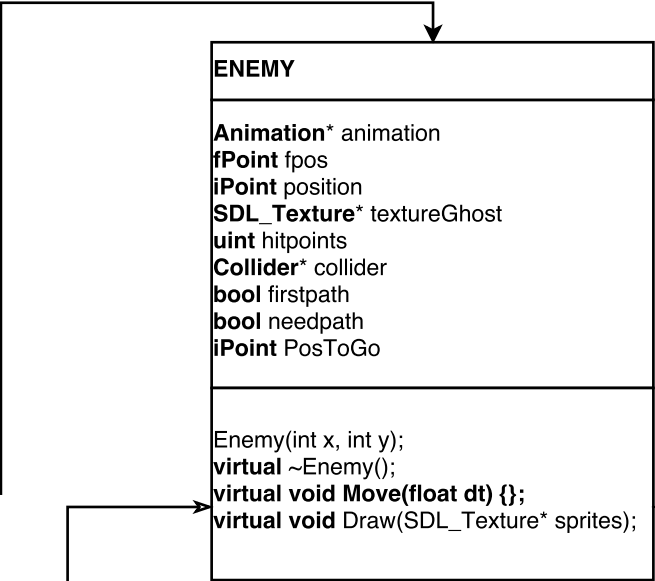 ENEMY
Animation* animation
fPoint fpos
iPoint position
SDL_Texture* textureGhost
uint hitpoints
Collider* collider
bool firstpath
bool needpath
iPoint PosToGo
Enemy(int x, int y);
virtual ~Enemy();
virtual void Move(float dt) {};
virtual void Draw(SDL_Texture* sprites);